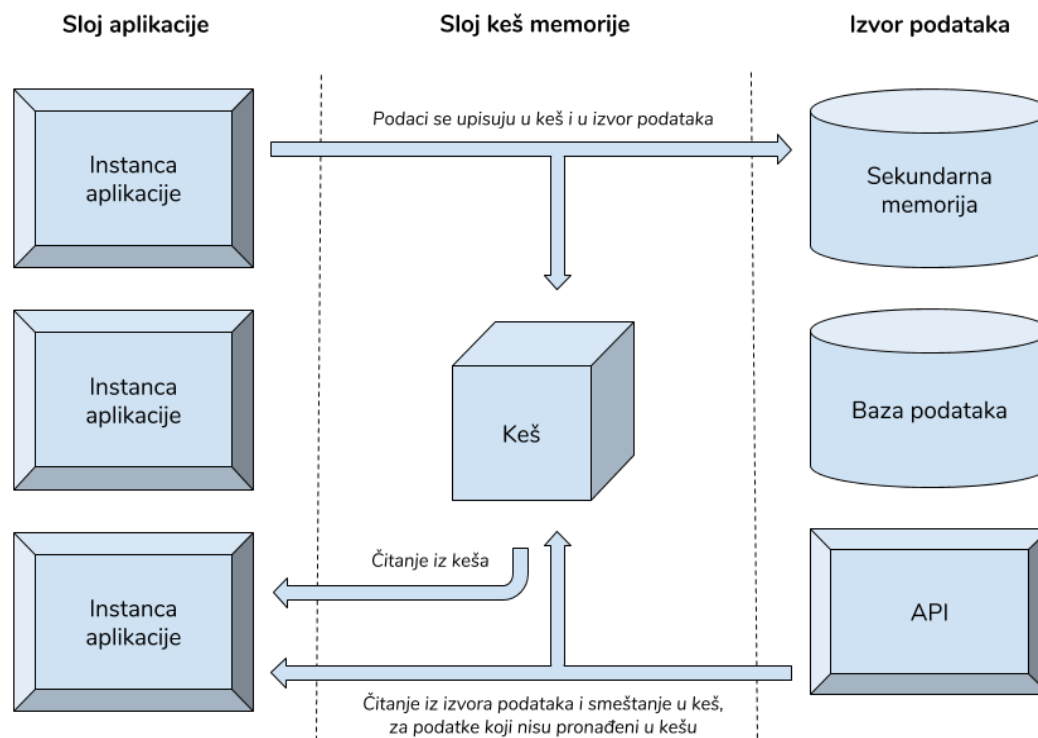 Sloj aplikacije
Sloj keš memorije
Izvor podataka
Podaci se upisuju u keš i u izvor podataka
Instanca
aplikacije
Sekundarna
memorija
Instanca
aplikacije
Keš
Baza podataka
Čitanje iz keša
Instanca
aplikacije
API
Čitanje iz izvora podataka i smeštanje u keš,
za podatke koji nisu pronađeni u kešu